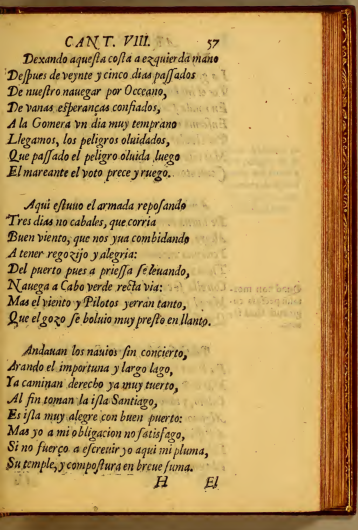 CANT. VIII. 57
Dexando aquesta costa a ezquierda mano
Despues de veynte y cinco dias passados
De nuestro nauegar por Occeano,
De vanas esperanças confiados,
A la Gomera vn dia muy temprano
Llegamos, los peligros oluidados,
Que passado el peligro oluida luego
El mareante el voto prece y ruego.
Aqui estuuo el armada reposando
Tres dias no cabales, que corria
Buen viento, que nos yua combidando
A tener regozijo y alegria:
Del puerto pues a priessa se leuando,
Nauega a Cabo verde recta via:
Mas el viento y Pilotos yerran tanto,
Que el gozo se boluio muy presto en llanto.
Andauan los nauios sin concierto,
Arando el importuna y largo lago,
Ya caminan derecho ya muy tuerto,
Al fin toman la isla Santiago,
Es isla muy alegre con buen puerto:
Mas yo a mi obligacion no satisfago,
Si no fuerço a escreuir yo aqui mi pluma,
Su temple, y compostura en breue suma.
H El